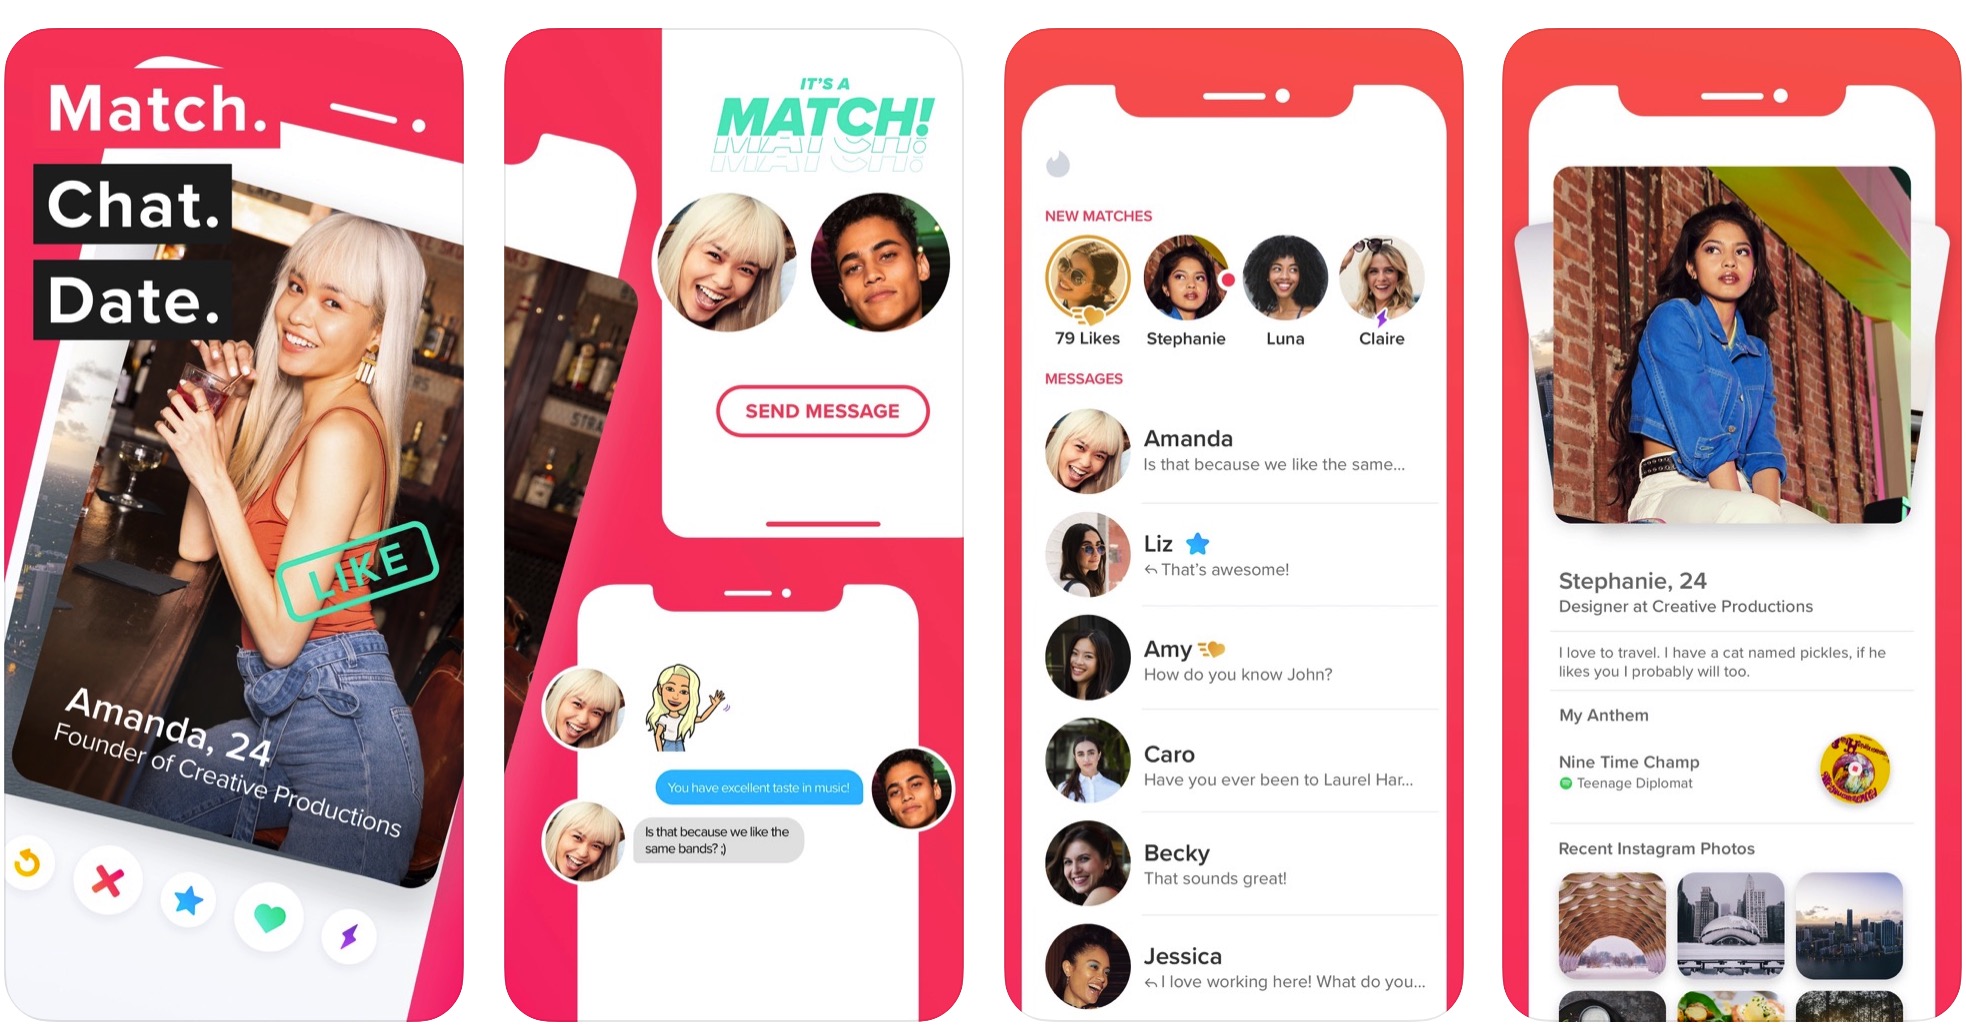 Match.
Chat.
Date.
LIKE
Amanda, 24
Founder of Creative Productions
IT'S A
MATCH!
MATCH!
MATCH!
SEND MESSAGE
You have excellent taste in music!
Is that because we like the
same bands? ;)
NEW MATCHES
79 Likes
Stephanie
Luna
Claire
MESSAGES
Amanda
Is that because we like the same...
Liz
That's awesome!
Amy
How do you know John?
Caro
Have you ever been to Laurel Har...
Becky
That sounds great!
Jessica
I love working here! What do you...
Stephanie, 24
Designer at Creative Productions
I love to travel. I have a cat named pickles, if he
likes you I probably will too.
My Anthem
Nine Time Champ
Teenage Diplomat
Recent Instagram Photos